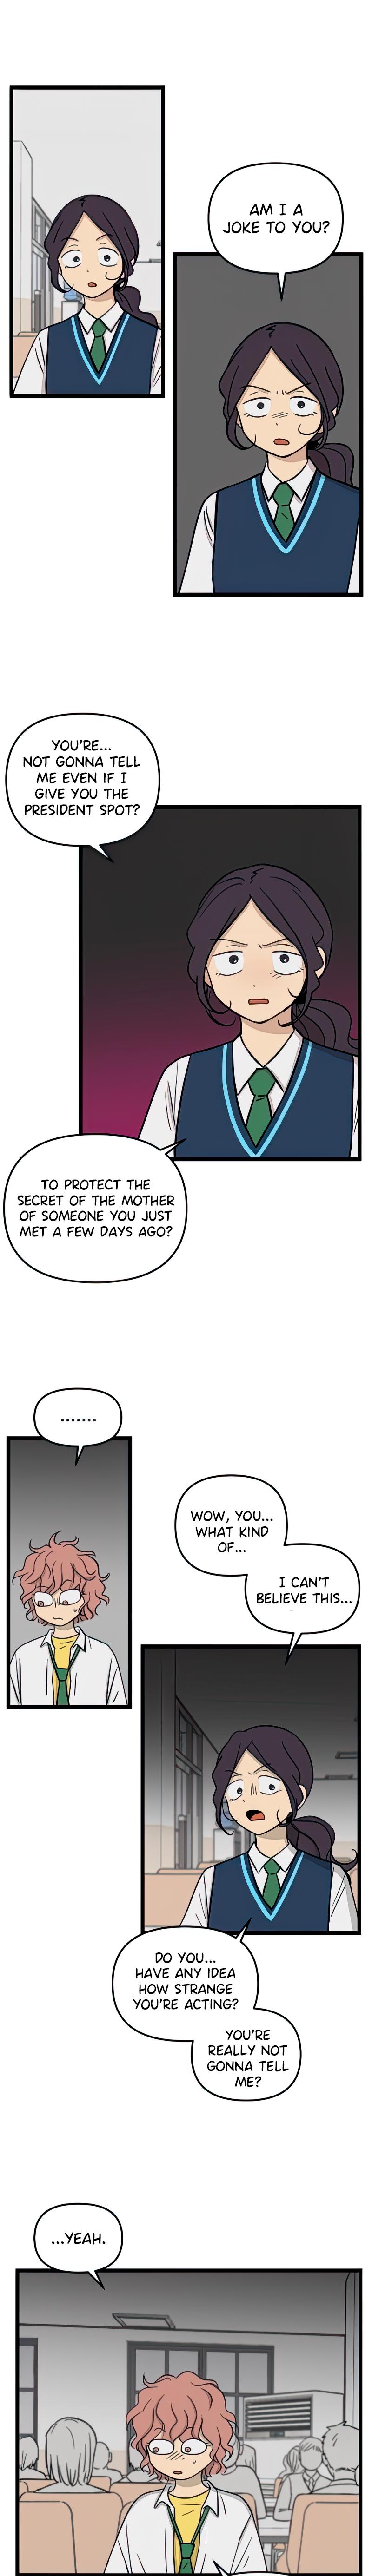 AM I A
JOKE TO YOU?
YOU'RE...
NOT GONNA TELL
ME EVEN IF I
GIVE YOU THE
PRESIDENT SPOT?
TO PROTECT THE
SECRET OF THE MOTHER
OF SOMEONE YOU JUST
MET A FEW DAYS AGO?
.......
WOW, YOU...
WHAT KIND
OF...
I CAN'T
BELIEVE THIS...
DO YOU...
HAVE ANY IDEA
HOW STRANGE
YOU'RE ACTING?
YOU'RE
REALLY NOT
GONNA TELL
ME?
...YEAH.